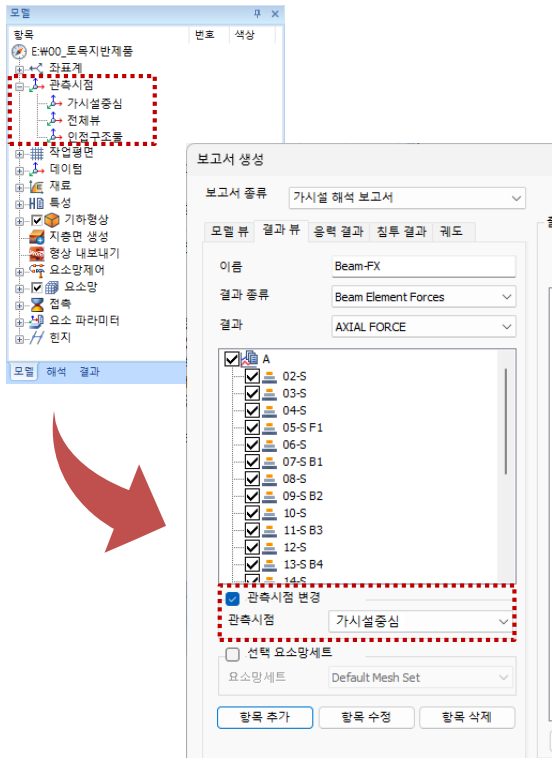 모델
항목 번호 색상
E:₩00_토목지반제품
좌표계
관측시점
가시설중심
전체뷰
인접구조물
작업평면
데이텀
재료
특성
기하형상
지층면 생성
형상 내보내기
요소망제어
요소망
접촉
요소 파라미터
힌지
모델 해석 결과
보고서 생성
보고서 종류 가시설 해석 보고서
모델 뷰 결과 뷰 응력 결과 침투 결과 궤도
이름 Beam-FX
결과 종류 Beam Element Forces
결과 AXIAL FORCE
A
02-S
03-S
04-S
05-S F1
06-S
07-S B1
08-S
09-S B2
10-S
11-S B3
12-S
13-S B4
14-S
관측시점 변경
관측시점 가시설중심
선택 요소망세트
요소망세트 Default Mesh Set
항목 추가 항목 수정 항목 삭제